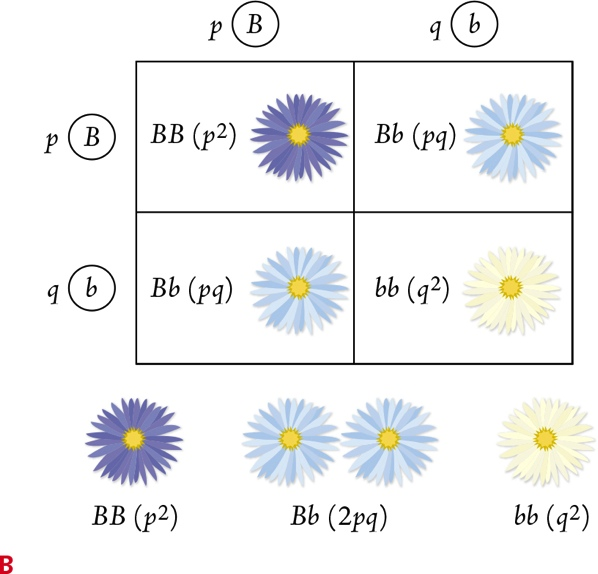 p B q b
p B BB (p²) Bb (pq)
q b Bb (pq) bb (q²)
BB (p²) Bb (2pq) bb (q²)
B